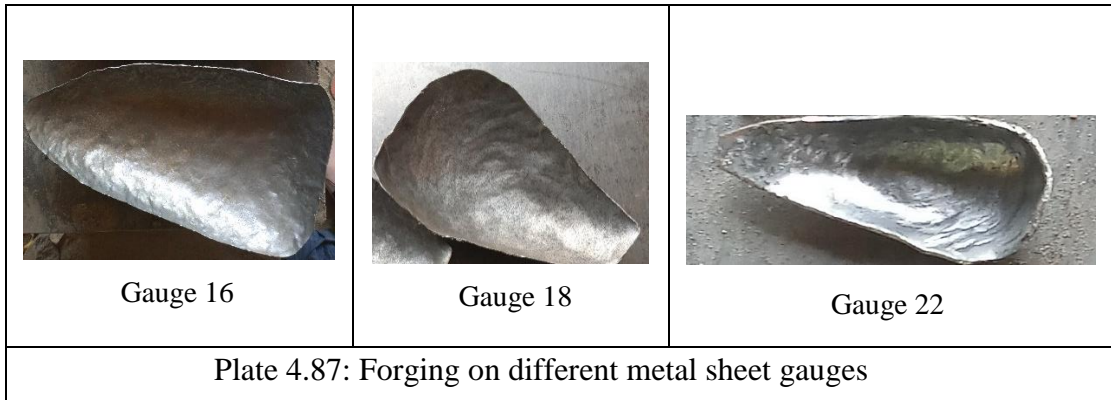 Gauge 16
Gauge 18
Gauge 22
Plate 4.87: Forging on different metal sheet gauges